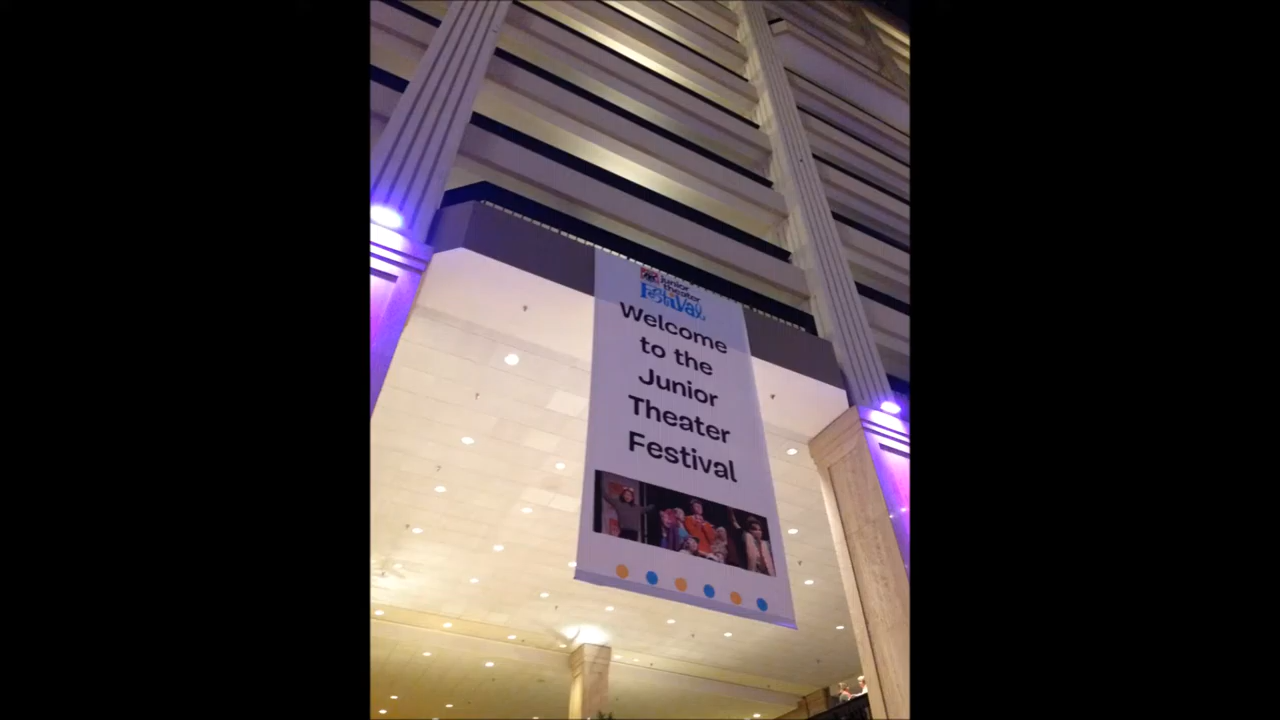 junior
theater
Festival
Welcome
to the
Junior
Theater
Festival